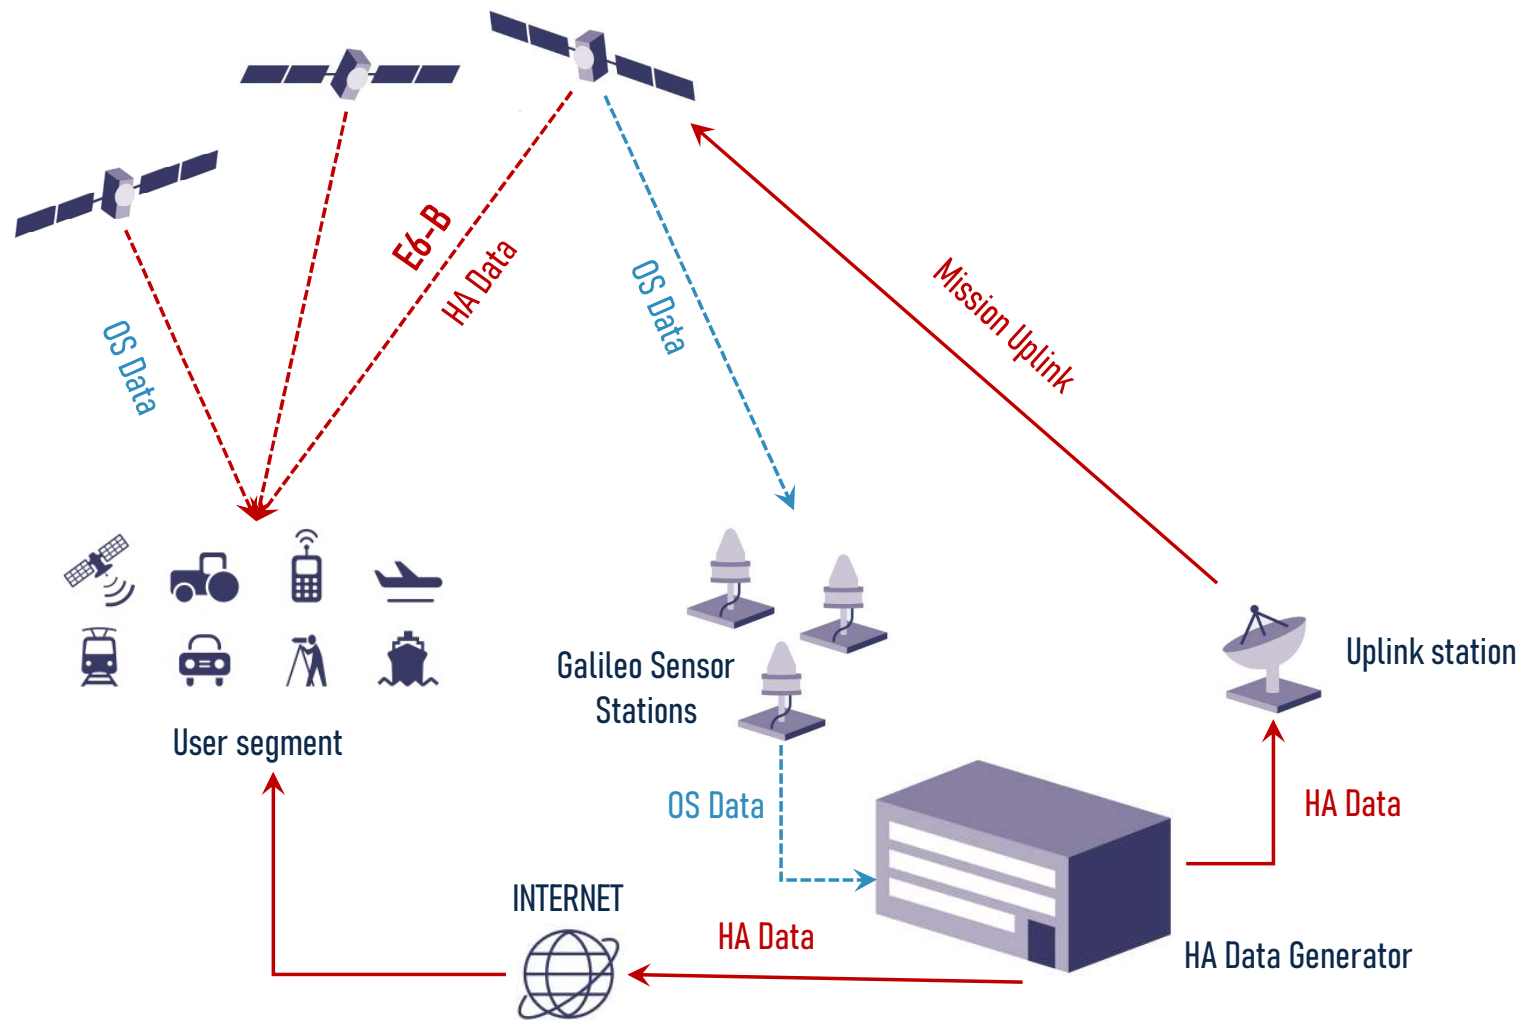 E6-B
HA Data
OS Data
OS Data
Mission Uplink
Galileo Sensor
Stations
Uplink station
User segment
OS Data
HA Data
INTERNET
HA Data
HA Data Generator